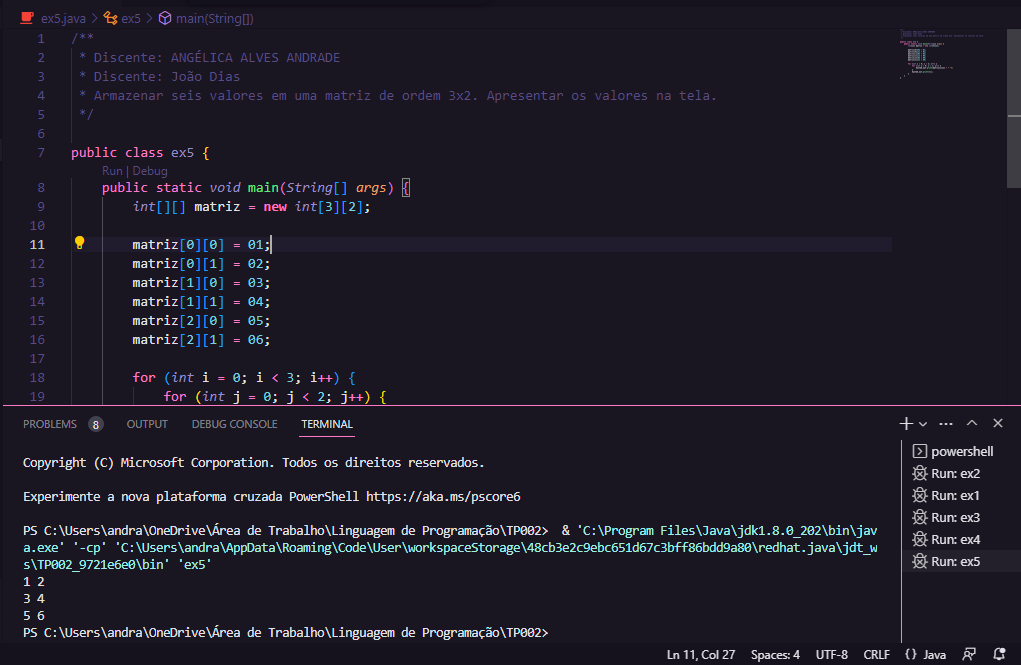 ex5.java > ex5 > main(String[])
1 /**
2 * Discente: ANGÉLICA ALVES ANDRADE
3 * Discente: João Dias
4 * Armazenar seis valores em uma matriz de ordem 3x2. Apresentar os valores na tela.
5 */
6
7 public class ex5 {
Run | Debug
8 public static void main(String[] args) {
9 int[][] matriz = new int[3][2];
10
11 matriz[0][0] = 01;
12 matriz[0][1] = 02;
13 matriz[1][0] = 03;
14 matriz[1][1] = 04;
15 matriz[2][0] = 05;
16 matriz[2][1] = 06;
17
18 for (int i = 0; i < 3; i++) {
19 for (int j = 0; j < 2; j++) {
PROBLEMS 8 OUTPUT DEBUG CONSOLE TERMINAL
Copyright (C) Microsoft Corporation. Todos os direitos reservados.
Experimente a nova plataforma cruzada PowerShell https://aka.ms/pscore6
PS C:\Users\andra\OneDrive\Área de Trabalho\Linguagem de Programação\TP002> & 'C:\Program Files\Java\jdk1.8.0_202\bin\jav
a.exe' '-cp' 'C:\Users\andra\AppData\Roaming\Code\User\workspaceStorage\48cb3e2c9ebc651d67c3bff86bdd9a80\redhat.java\jdt_w
s\TP002_9721e6e0\bin' 'ex5'
1 2
3 4
5 6
PS C:\Users\andra\OneDrive\Área de Trabalho\Linguagem de Programação\TP002>
powershell
Run: ex2
Run: ex1
Run: ex3
Run: ex4
Run: ex5
Ln 11, Col 27 Spaces: 4 UTF-8 CRLF {} Java